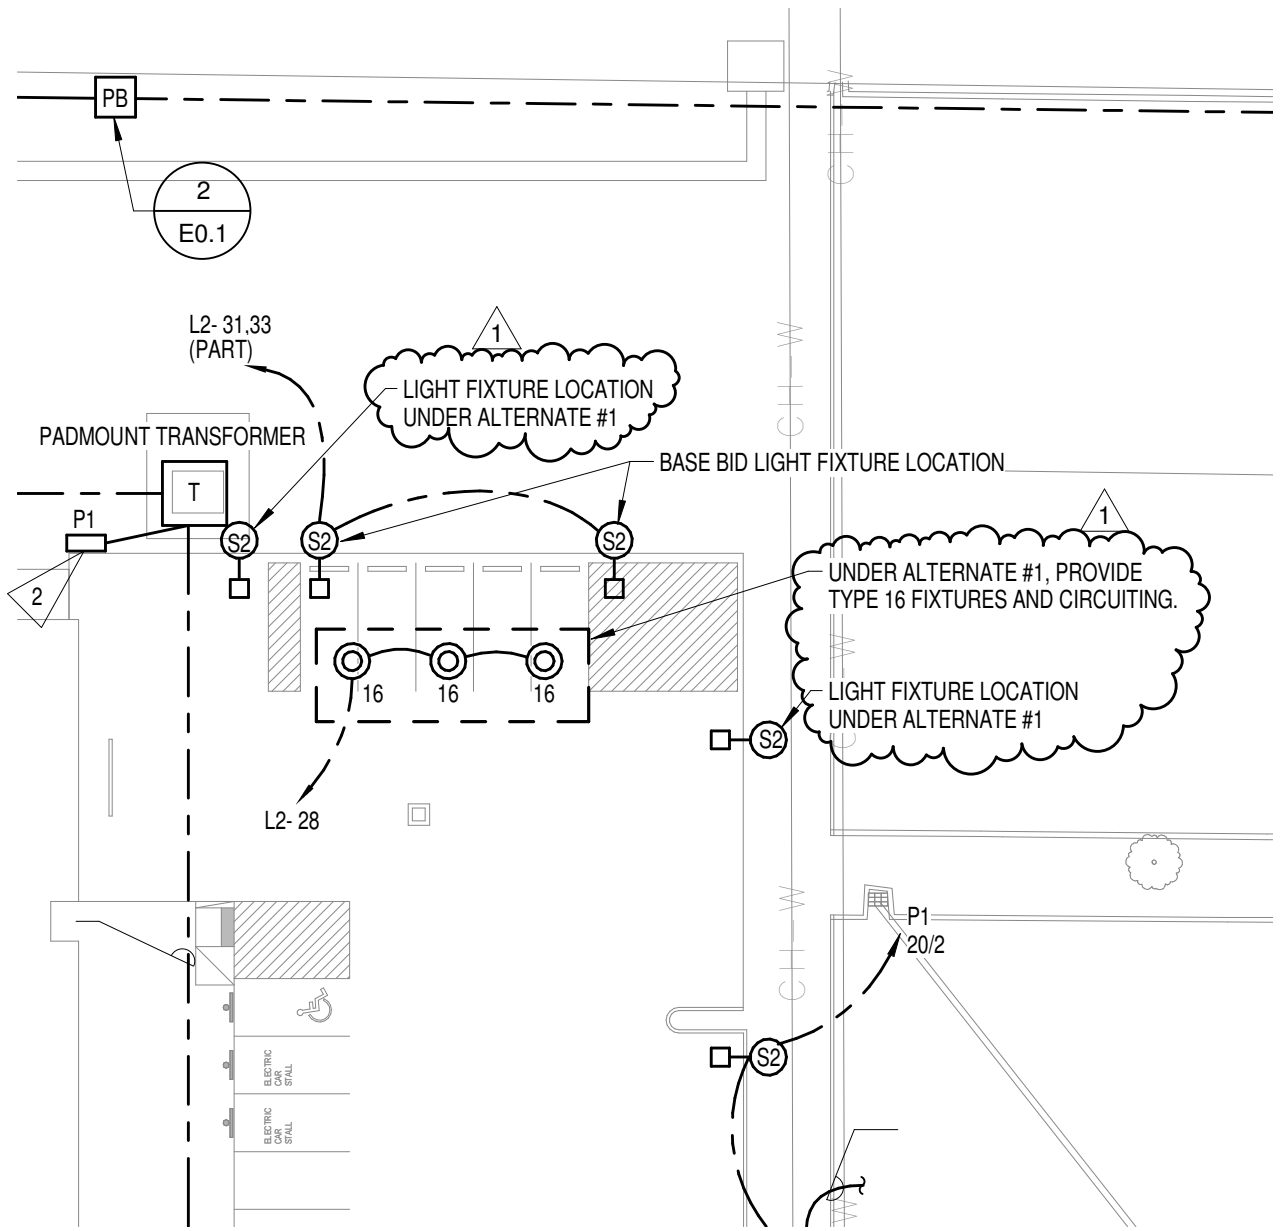 PB
2
E0.1
CHW
L2- 31,33
(PART)
1
LIGHT FIXTURE LOCATION
UNDER ALTERNATE #1
CHW
PADMOUNT TRANSFORMER
BASE BID LIGHT FIXTURE LOCATION
T
P1
S2
S2
S2
1
2
UNDER ALTERNATE #1, PROVIDE
TYPE 16 FIXTURES AND CIRCUITING.
16
16
16
LIGHT FIXTURE LOCATION
UNDER ALTERNATE #1
S2
L2- 28
CHW
P1
20/2
S2
ELECTRIC
CAR
STALL
ELECTRIC
CAR
STALL